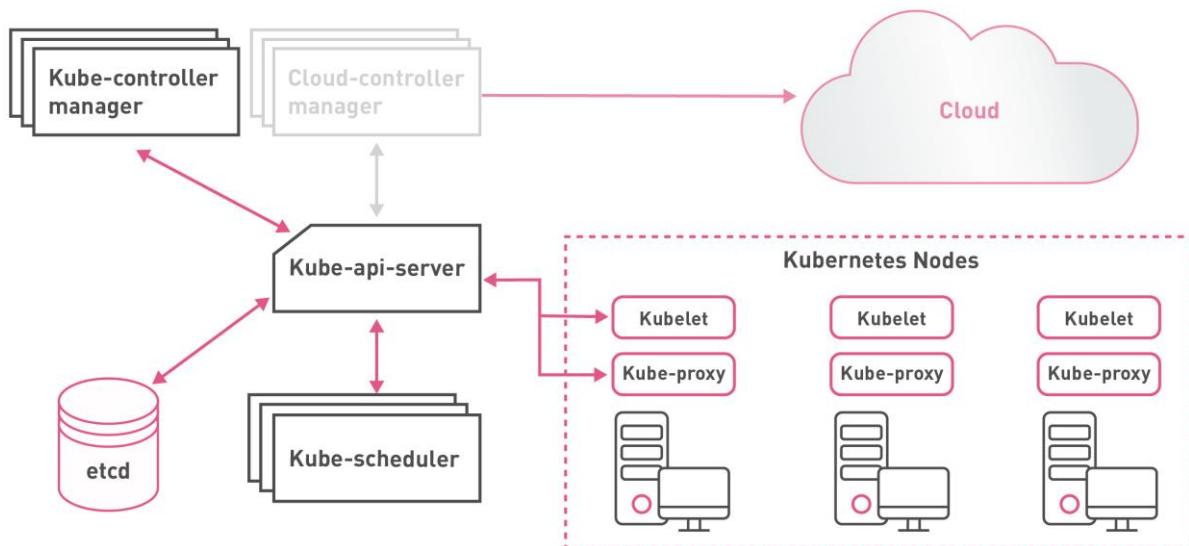 Kube-controller
manager
Cloud-controller
manager
Cloud
Kube-api-server
Kubernetes Nodes
Kubelet
Kubelet
Kubelet
Kube-proxy
Kube-proxy
Kube-proxy
etcd
Kube-scheduler